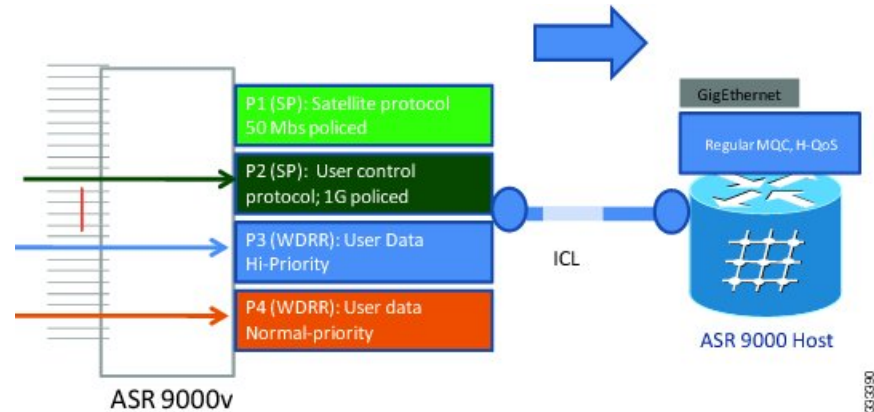 P1 (SP): Satellite protocol
50 Mbs policed
P2 (SP): User control
protocol; 1G policed
P3 (WDRR): User Data
Hi-Priority
P4 (WDRR): User data
Normal-priority
ASR 9000v
ICL
GigEthernet
Regular MQC, H-QoS
ASR 9000 Host
333390